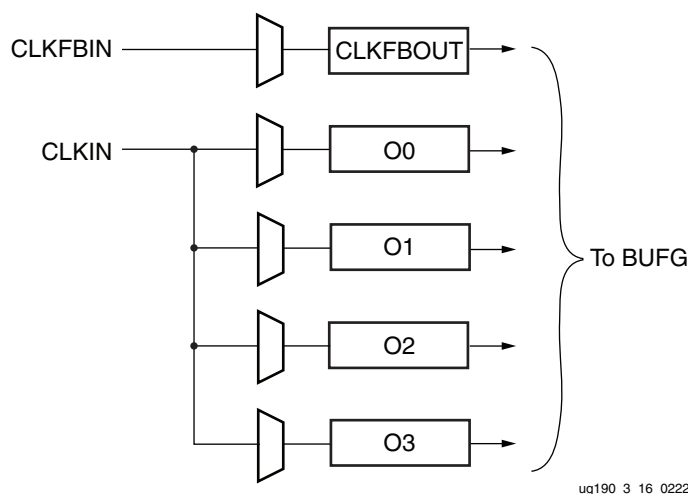 CLKFBIN
CLKFBOUT
CLKIN
O0
O1
To BUFG
O2
O3
ug190_3_16_0222